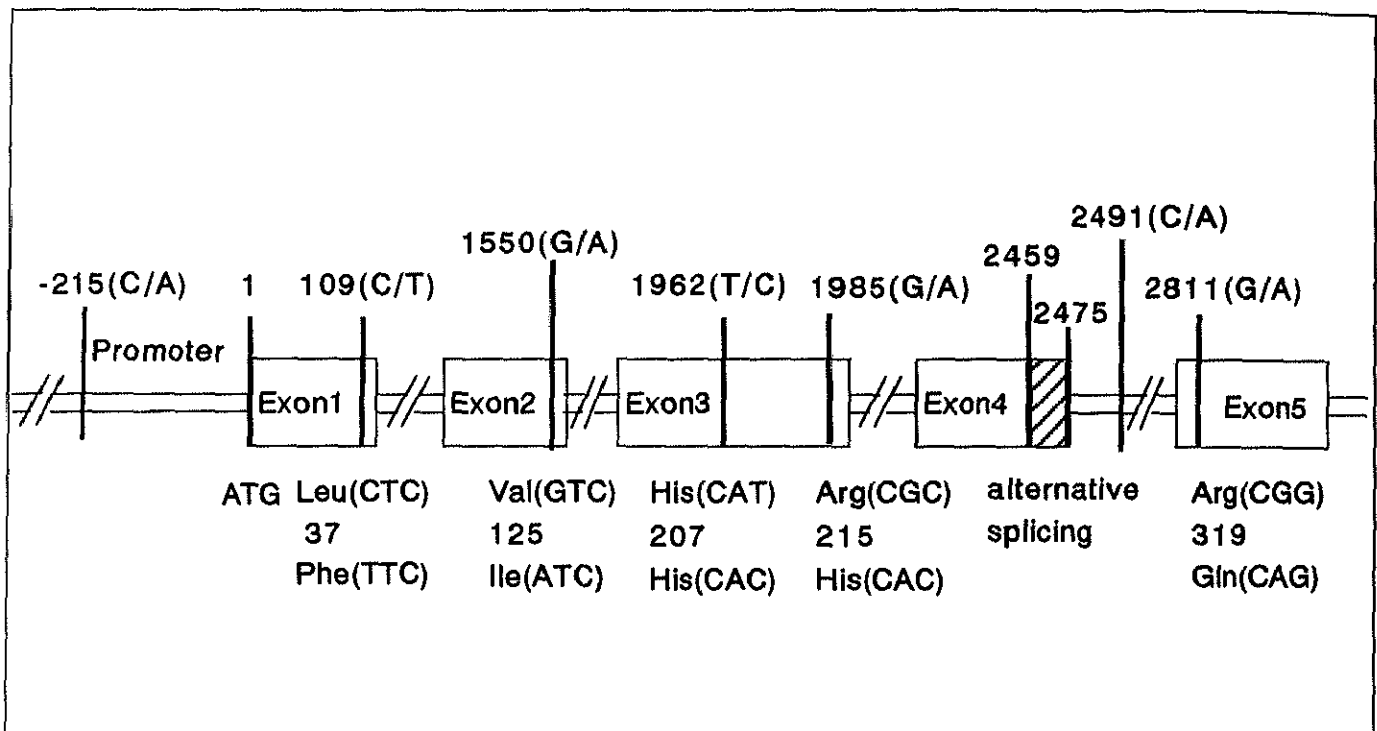 2491(C/A)
1550(G/A) 2459
-215(C/A) 1 109(C/T) 1962(T/C) 1985(G/A) 2811(G/A)
2475
Promoter
Exon1 Exon2 Exon3 Exon4 Exon5
ATG Leu(CTC) Val(GTC) His(CAT) Arg(CGC) alternative Arg(CGG)
37 125 207 215 splicing 319
Phe(TTC) Ile(ATC) His(CAC) His(CAC) Gln(CAG)